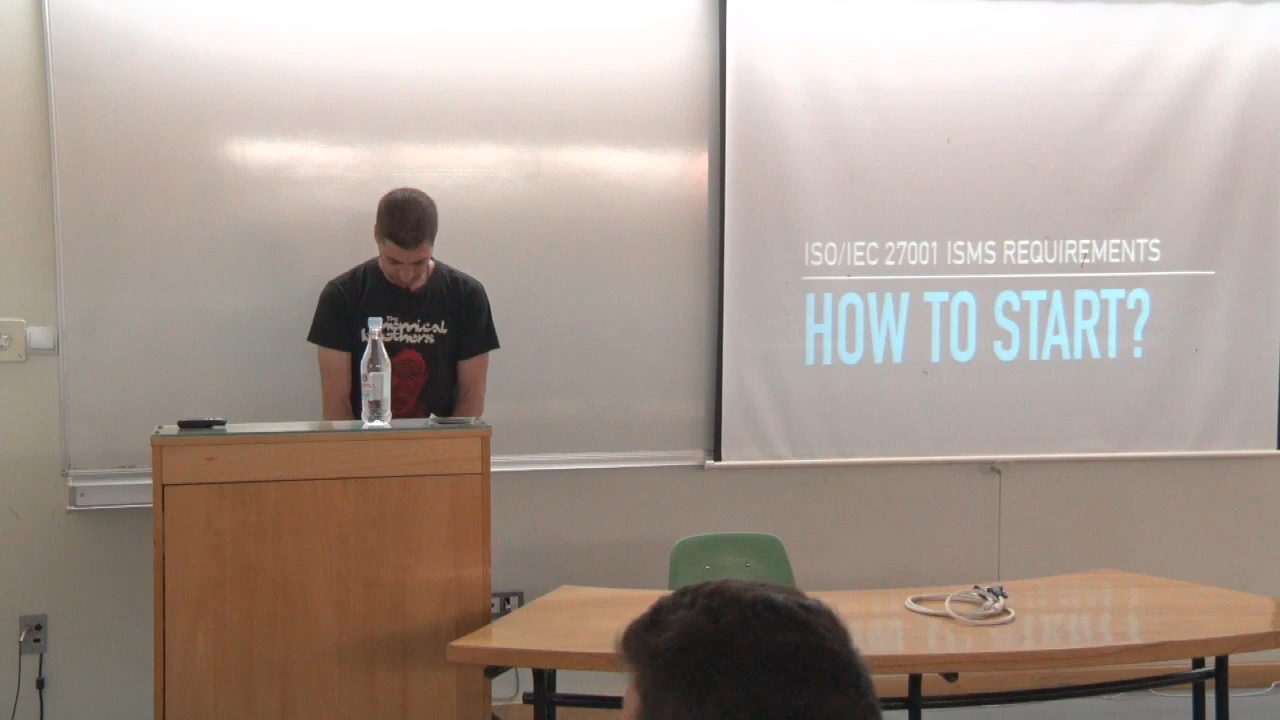 The
chemical
brothers
ISO/IEC 27001 ISMS REQUIREMENTS
HOW TO START?